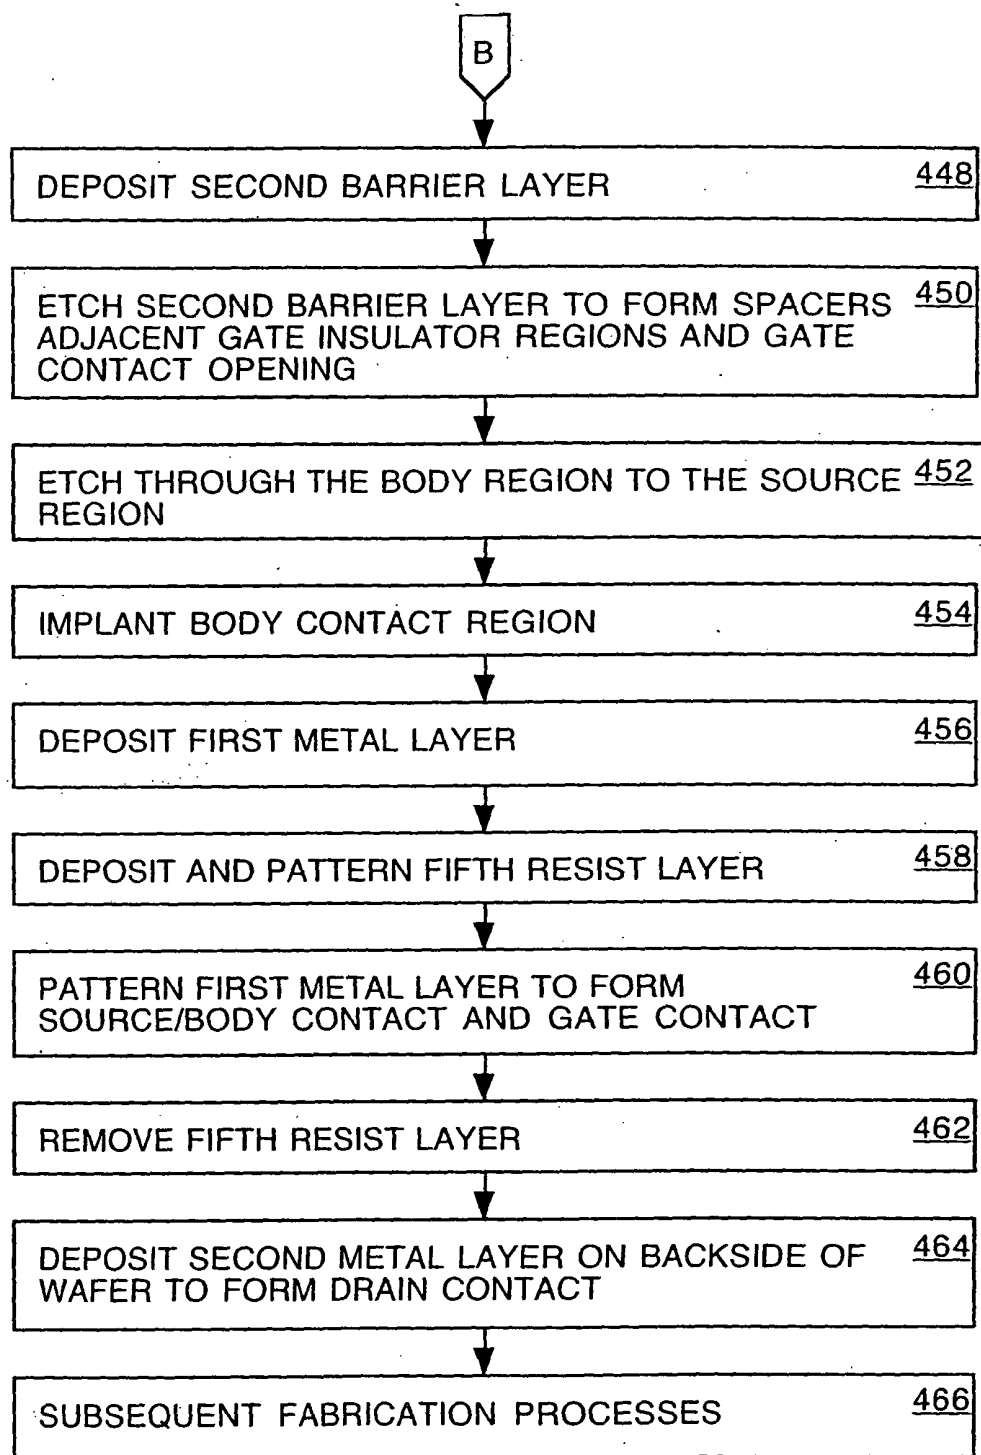 B
DEPOSIT SECOND BARRIER LAYER 448
ETCH SECOND BARRIER LAYER TO FORM SPACERS 450
ADJACENT GATE INSULATOR REGIONS AND GATE
CONTACT OPENING
ETCH THROUGH THE BODY REGION TO THE SOURCE 452
REGION
IMPLANT BODY CONTACT REGION 454
DEPOSIT FIRST METAL LAYER 456
DEPOSIT AND PATTERN FIFTH RESIST LAYER 458
PATTERN FIRST METAL LAYER TO FORM 460
SOURCE/BODY CONTACT AND GATE CONTACT
REMOVE FIFTH RESIST LAYER 462
DEPOSIT SECOND METAL LAYER ON BACKSIDE OF 464
WAFER TO FORM DRAIN CONTACT
SUBSEQUENT FABRICATION PROCESSES 466